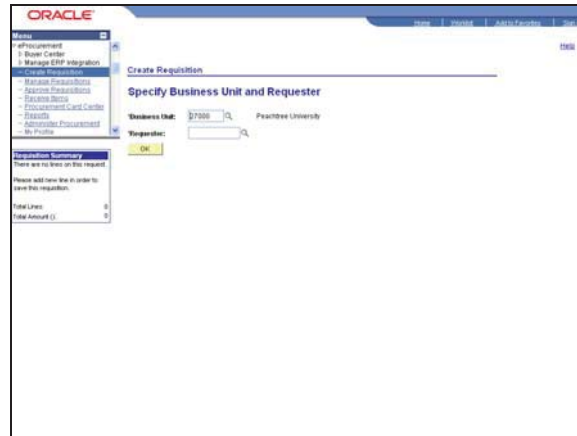 ORACLE
Home | Worklist | Add to Favorites | Sign
Menu
eProcurement
Buyer Center
Manage ERP Integration
Create Requisition
Manage Requisitions
Approve Requisitions
Receive Items
Procurement Card Center
Reports
Administer Procurement
My Profile
Help
Create Requisition
Specify Business Unit and Requester
*Business Unit: 07000 Peachtree University
*Requester:
OK
Requisition Summary
There are no lines on this request.
Please add new line in order to
save this requisition.
Total Lines: 0
Total Amount (): 0